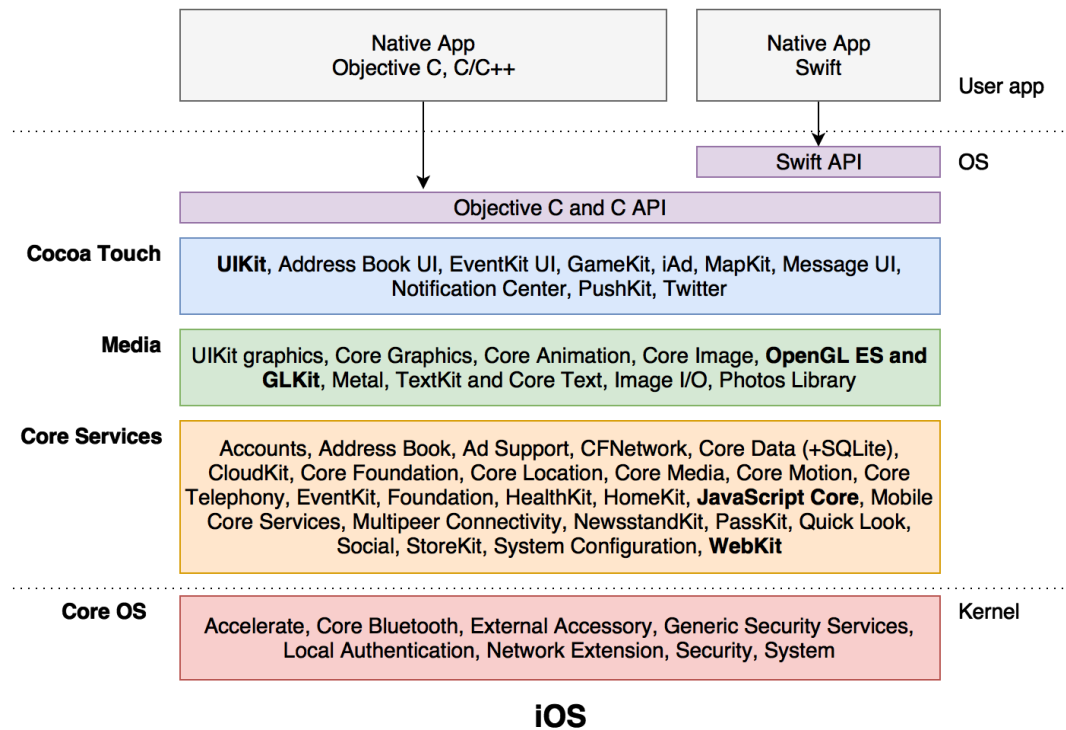 Native App
Objective C, C/C++
Native App
Swift
User app
Swift API
OS
Objective C and C API
Cocoa Touch
UIKit, Address Book UI, EventKit UI, GameKit, iAd, MapKit, Message UI,
Notification Center, PushKit, Twitter
Media
UIKit graphics, Core Graphics, Core Animation, Core Image, OpenGL ES and
GLKit, Metal, TextKit and Core Text, Image I/O, Photos Library
Core Services
Accounts, Address Book, Ad Support, CFNetwork, Core Data (+SQLite),
CloudKit, Core Foundation, Core Location, Core Media, Core Motion, Core
Telephony, EventKit, Foundation, HealthKit, HomeKit, JavaScript Core, Mobile
Core Services, Multipeer Connectivity, NewsstandKit, PassKit, Quick Look,
Social, StoreKit, System Configuration, WebKit
Core OS
Kernel
Accelerate, Core Bluetooth, External Accessory, Generic Security Services,
Local Authentication, Network Extension, Security, System
iOS